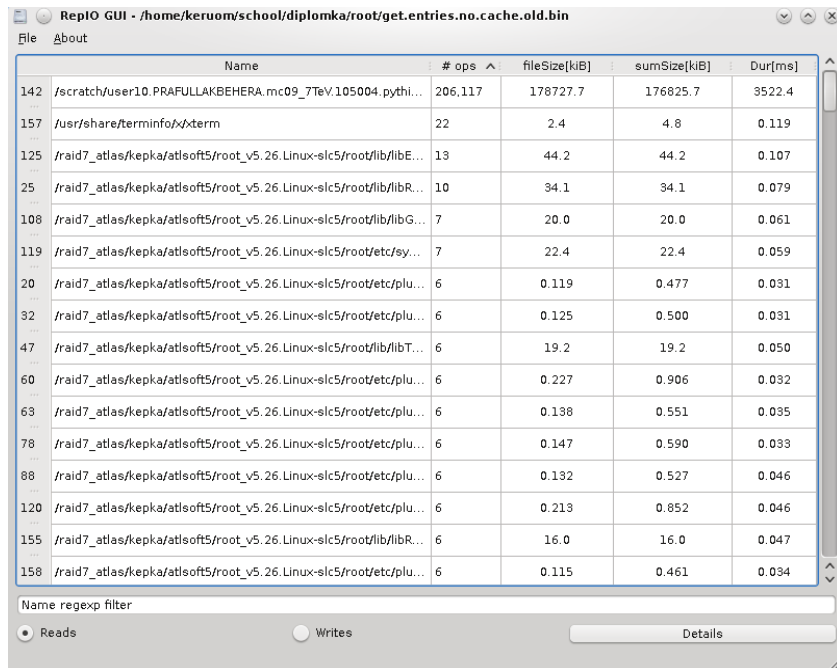 RepIO GUI - /home/keruom/school/diplomka/root/get.entries.no.cache.old.bin
File About
Name # ops fileSize[kiB] sumSize[kiB] Dur[ms]
142 /scratch/user10.PRAFULLAKBEHERA.mc09_7TeV.105004.pythi... 206,117 178727.7 176825.7 3522.4
157 /usr/share/terminfo/x/xterm 22 2.4 4.8 0.119
125 /raid7_atlas/kepka/atlsoft5/root_v5.26.Linux-slc5/root/lib/libE... 13 44.2 44.2 0.107
25 /raid7_atlas/kepka/atlsoft5/root_v5.26.Linux-slc5/root/lib/libR... 10 34.1 34.1 0.079
108 /raid7_atlas/kepka/atlsoft5/root_v5.26.Linux-slc5/root/lib/libG... 7 20.0 20.0 0.061
119 /raid7_atlas/kepka/atlsoft5/root_v5.26.Linux-slc5/root/etc/sy... 7 22.4 22.4 0.059
20 /raid7_atlas/kepka/atlsoft5/root_v5.26.Linux-slc5/root/etc/plu... 6 0.119 0.477 0.031
32 /raid7_atlas/kepka/atlsoft5/root_v5.26.Linux-slc5/root/etc/plu... 6 0.125 0.500 0.031
47 /raid7_atlas/kepka/atlsoft5/root_v5.26.Linux-slc5/root/lib/libT... 6 19.2 19.2 0.050
60 /raid7_atlas/kepka/atlsoft5/root_v5.26.Linux-slc5/root/etc/plu... 6 0.227 0.906 0.032
63 /raid7_atlas/kepka/atlsoft5/root_v5.26.Linux-slc5/root/etc/plu... 6 0.138 0.551 0.035
78 /raid7_atlas/kepka/atlsoft5/root_v5.26.Linux-slc5/root/etc/plu... 6 0.147 0.590 0.033
88 /raid7_atlas/kepka/atlsoft5/root_v5.26.Linux-slc5/root/etc/plu... 6 0.132 0.527 0.046
120 /raid7_atlas/kepka/atlsoft5/root_v5.26.Linux-slc5/root/etc/plu... 6 0.213 0.852 0.046
155 /raid7_atlas/kepka/atlsoft5/root_v5.26.Linux-slc5/root/lib/libR... 6 16.0 16.0 0.047
158 /raid7_atlas/kepka/atlsoft5/root_v5.26.Linux-slc5/root/etc/plu... 6 0.115 0.461 0.034
Name regexp filter
Reads Writes Details